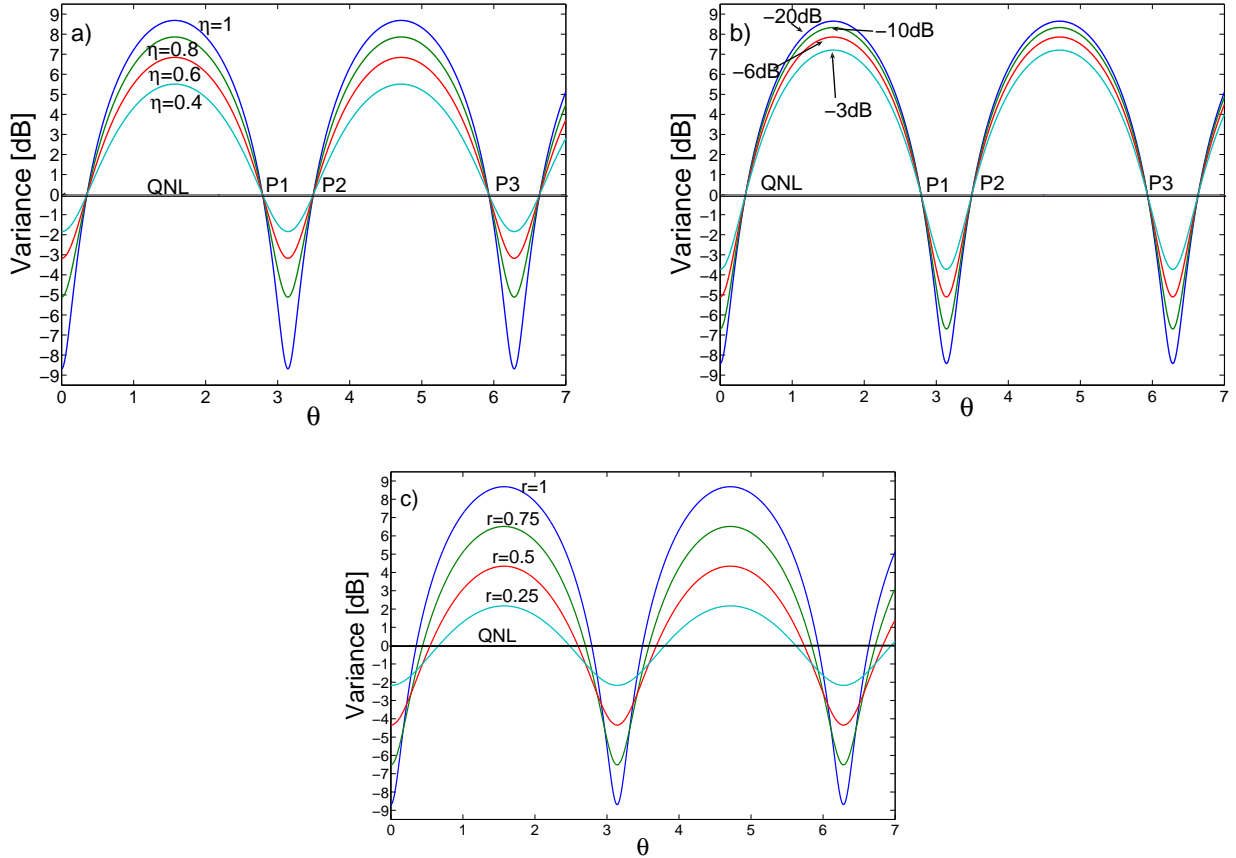 a)
η=1
η=0.8
η=0.6
η=0.4
QNL
P1
P2
P3
Variance [dB]
9
8
7
6
5
4
3
2
1
0
−1
−2
−3
−4
−5
−6
−7
−8
−9
0 1 2 3 4 5 6 7
θ
b)
−20dB
−10dB
−6dB
−3dB
QNL
P1
P2
P3
Variance [dB]
9
8
7
6
5
4
3
2
1
0
−1
−2
−3
−4
−5
−6
−7
−8
−9
0 1 2 3 4 5 6 7
θ
c)
r=1
r=0.75
r=0.5
r=0.25
QNL
Variance [dB]
9
8
7
6
5
4
3
2
1
0
−1
−2
−3
−4
−5
−6
−7
−8
−9
0 1 2 3 4 5 6 7
θ